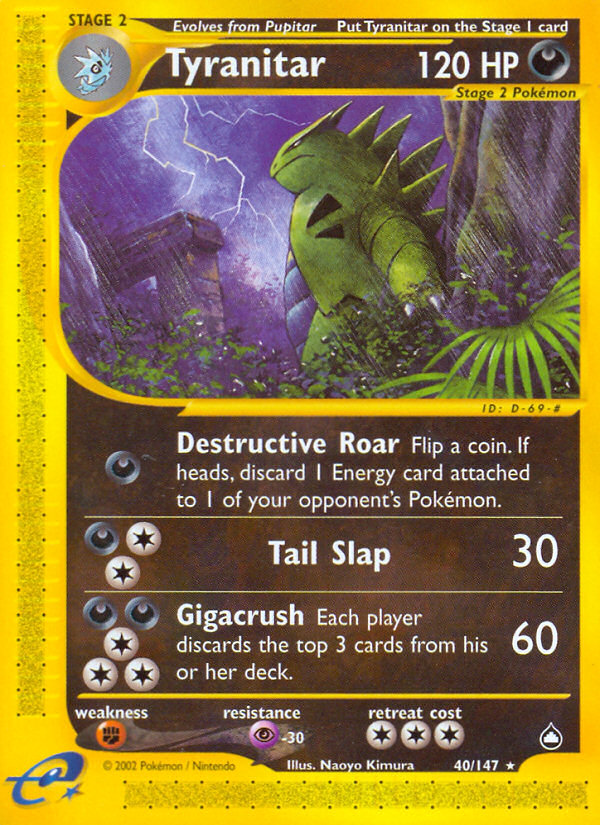 STAGE 2
Evolves from Pupitar Put Tyranitar on the Stage 1 card
Tyranitar 120 HP
Stage 2 Pokémon
ID: D-69-#
Destructive Roar Flip a coin. If
heads, discard 1 Energy card attached
to 1 of your opponent's Pokémon.
Tail Slap 30
Gigacrush Each player
discards the top 3 cards from his
or her deck.
60
weakness resistance retreat cost
-30
© 2002 Pokémon / Nintendo Illus. Naoyo Kimura 40/147 ★
e